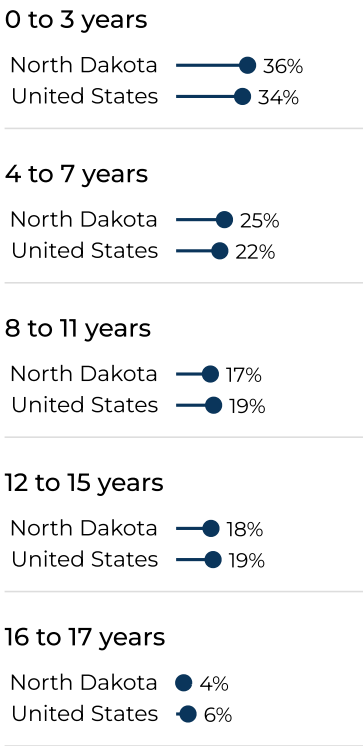 0 to 3 years
North Dakota 36%
United States 34%
4 to 7 years
North Dakota 25%
United States 22%
8 to 11 years
North Dakota 17%
United States 19%
12 to 15 years
North Dakota 18%
United States 19%
16 to 17 years
North Dakota 4%
United States 6%